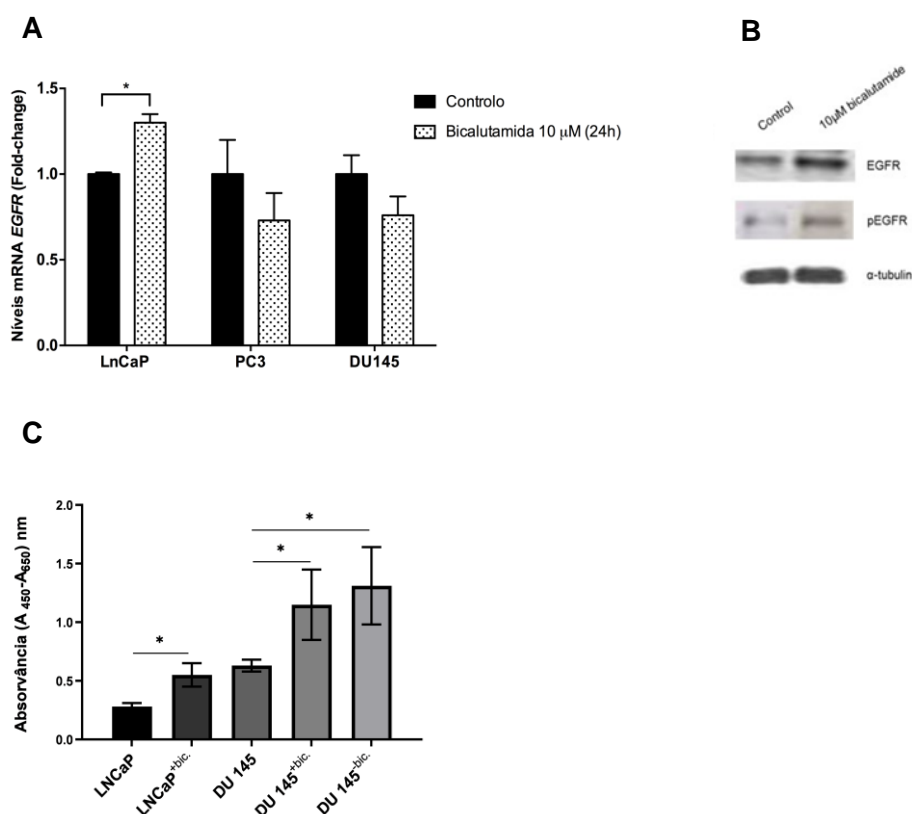 A
Níveis mRNA EGFR (Fold-change)
1.5
1.0
0.5
0.0
*
LnCaP
PC3
DU145
Controlo
Bicalutamida 10 μM (24h)
B
Control
10μM bicalutamide
EGFR
pEGFR
α-tubulin
C
Absorvância (A 450-A650) nm
2.0
1.5
1.0
0.5
0.0
*
*
*
LNCaP
LNCaP+bic.
DU 145
DU 145+bic.
DU 145-bic.